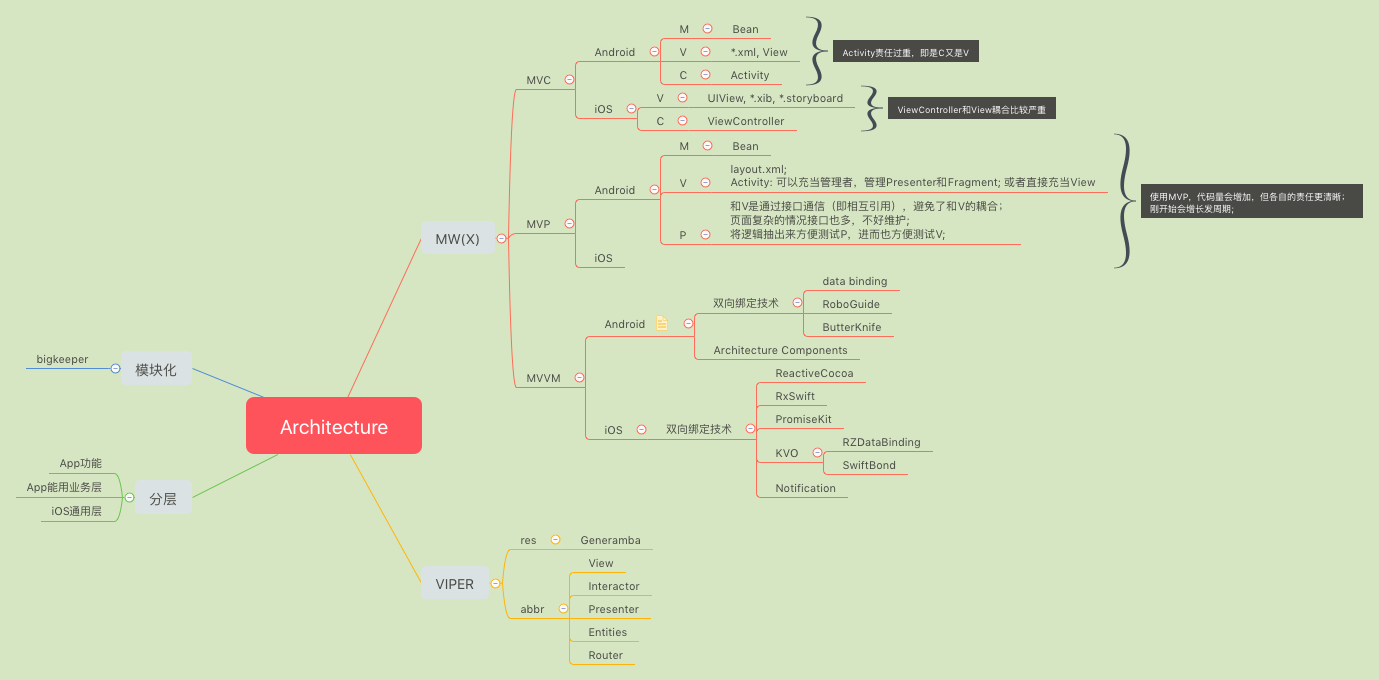 Architecture
MW(X)
MVC
Android
M
Bean
V
*.xml, View
C
Activity
Activity责任过重，即是C又是V
iOS
V
UIView, *.xib, *.storyboard
C
ViewController
ViewController和View耦合比较严重
MVP
Android
M
Bean
V
layout.xml;
Activity: 可以充当管理者，管理Presenter和Fragment; 或者直接充当View
P
和V是通过接口通信（即相互引用），避免了和V的耦合；
页面复杂的情况接口也多，不好维护;
将逻辑抽出来方便测试P，进而也方便测试V;
iOS
使用MVP，代码量会增加，但各自的责任更清晰；
刚开始会增长发周期;
MVVM
Android
双向绑定技术
data binding
RoboGuide
ButterKnife
Architecture Components
iOS
双向绑定技术
ReactiveCocoa
RxSwift
PromiseKit
KVO
RZDataBinding
SwiftBond
Notification
VIPER
res
Generamba
abbr
View
Interactor
Presenter
Entities
Router
模块化
bigkeeper
分层
App功能
App能用业务层
iOS通用层